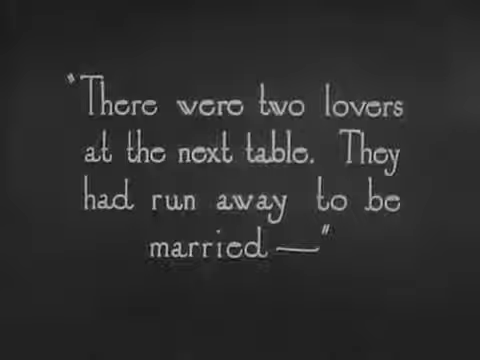 "There were two lovers
at the next table. They
had run away to be
married —"